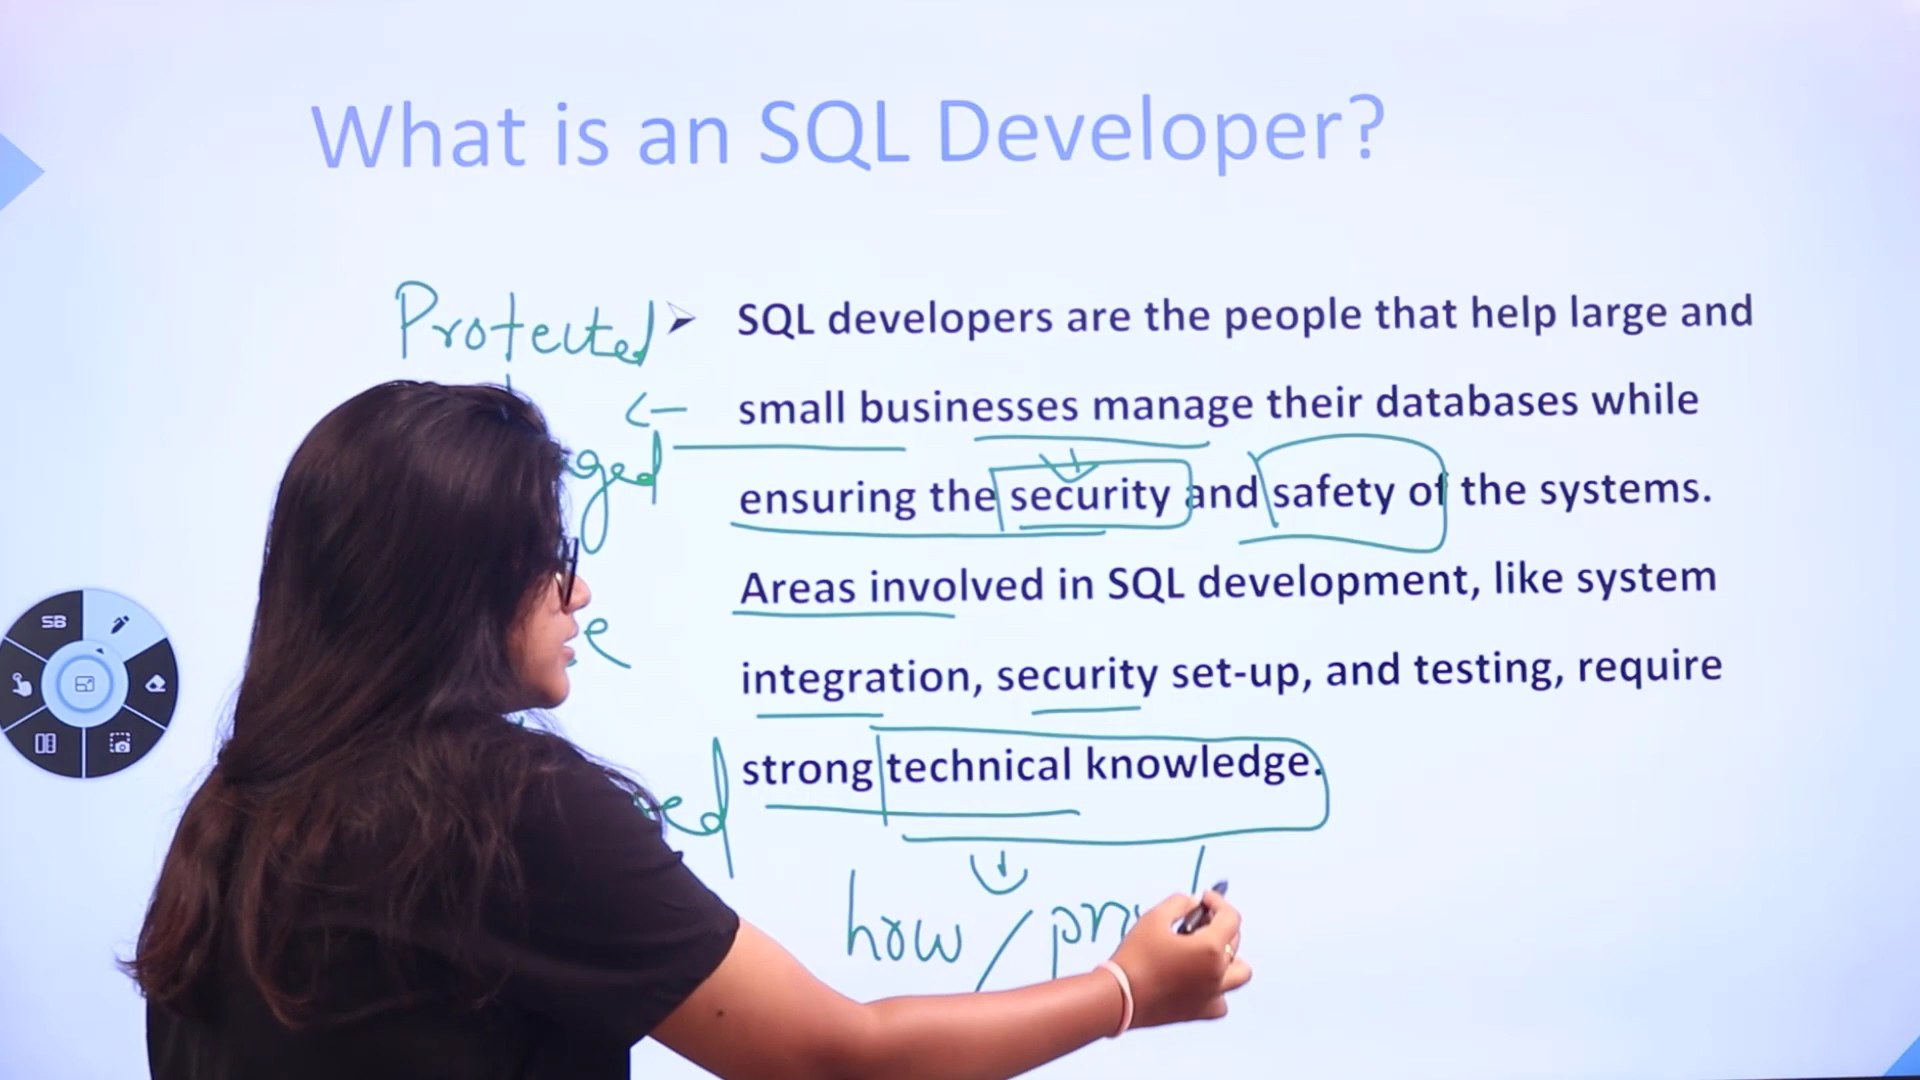 What is an SQL Developer?
Protected
SQL developers are the people that help large and
small businesses manage their databases while
ensuring the security and safety of the systems.
Areas involved in SQL development, like system
integration, security set-up, and testing, require
strong technical knowledge.
how /
SB